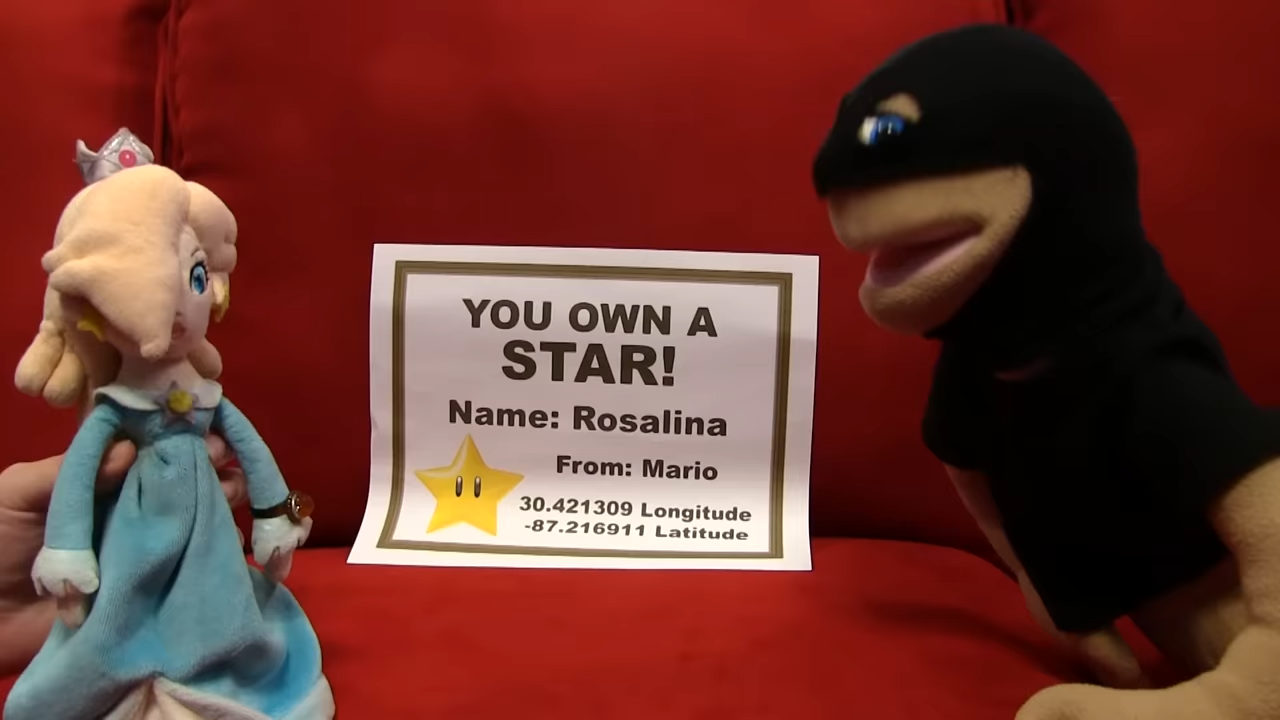 YOU OWN A
STAR!
Name: Rosalina
From: Mario
30.421309 Longitude
-87.216911 Latitude